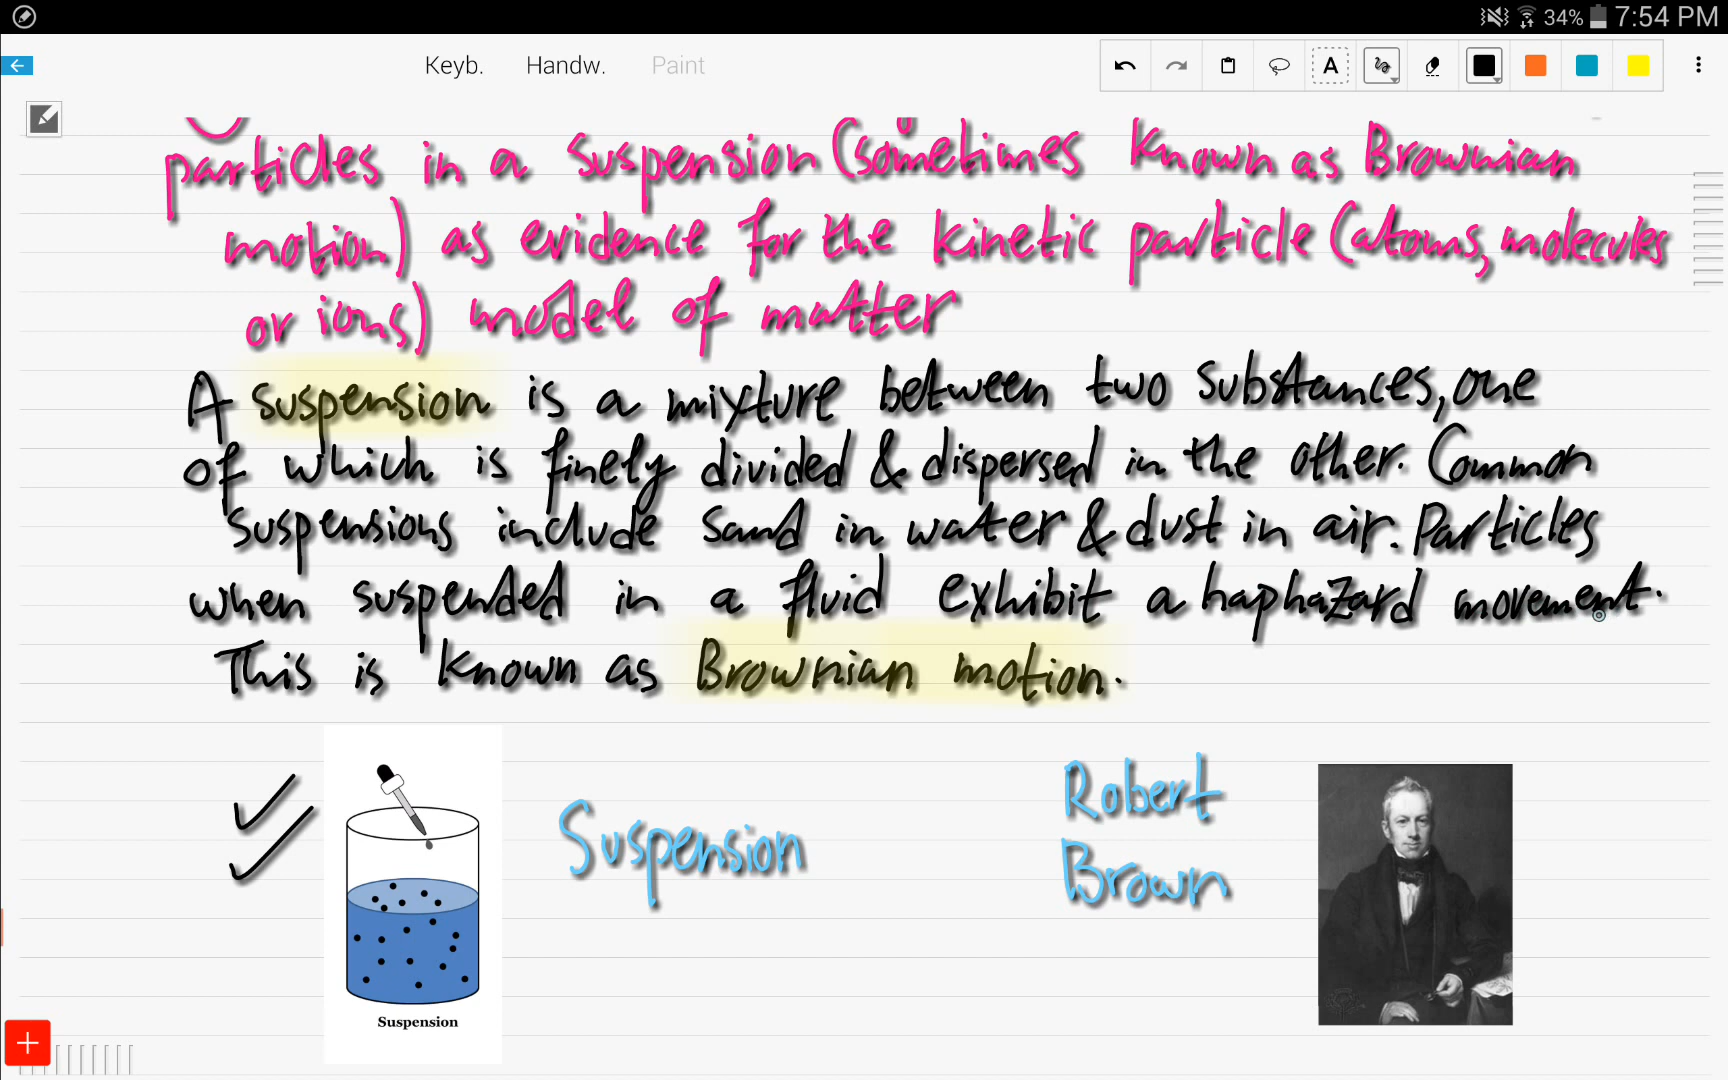 34% 7:54 PM
Keyb. Handw. Paint
A
particles in a suspension (sometimes known as Brownian
motion) as evidence for the kinetic particle (atoms, molecules
or ions) model of matter
A suspension is a mixture between two substances, one
of which is finely divided & dispersed in the other. Common
suspensions include sand in water & dust in air. Particles
when suspended in a fluid exhibit a haphazard movement.
This is known as Brownian motion.
Suspension
Suspension
Robert
Brown